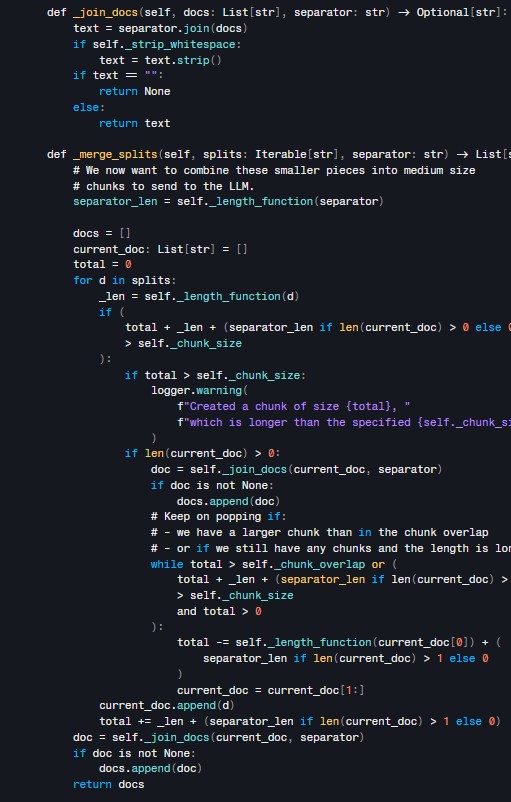 def _join_docs(self, docs: List[str], separator: str) → Optional[str]:
    text = separator.join(docs)
    if self._strip_whitespace:
        text = text.strip()
    if text == "":
        return None
    else:
        return text

def _merge_splits(self, splits: Iterable[str], separator: str) → List[s
    # We now want to combine these smaller pieces into medium size
    # chunks to send to the LLM.
    separator_len = self._length_function(separator)

    docs = []
    current_doc: List[str] = []
    total = 0
    for d in splits:
        _len = self._length_function(d)
        if (
            total + _len + (separator_len if len(current_doc) > 0 else 0
            > self._chunk_size
        ):
            if total > self._chunk_size:
                logger.warning(
                    f"Created a chunk of size {total}, "
                    f"which is longer than the specified {self._chunk_si
                )
            if len(current_doc) > 0:
                doc = self._join_docs(current_doc, separator)
                if doc is not None:
                    docs.append(doc)
                # Keep on popping if:
                # - we have a larger chunk than in the chunk overlap
                # - or if we still have any chunks and the length is lon
                while total > self._chunk_overlap or (
                    total + _len + (separator_len if len(current_doc) >
                    > self._chunk_size
                    and total > 0
                ):
                    total -= self._length_function(current_doc[0]) + (
                        separator_len if len(current_doc) > 1 else 0
                    )
                    current_doc = current_doc[1:]
        current_doc.append(d)
        total += _len + (separator_len if len(current_doc) > 1 else 0)
    doc = self._join_docs(current_doc, separator)
    if doc is not None:
        docs.append(doc)
    return docs